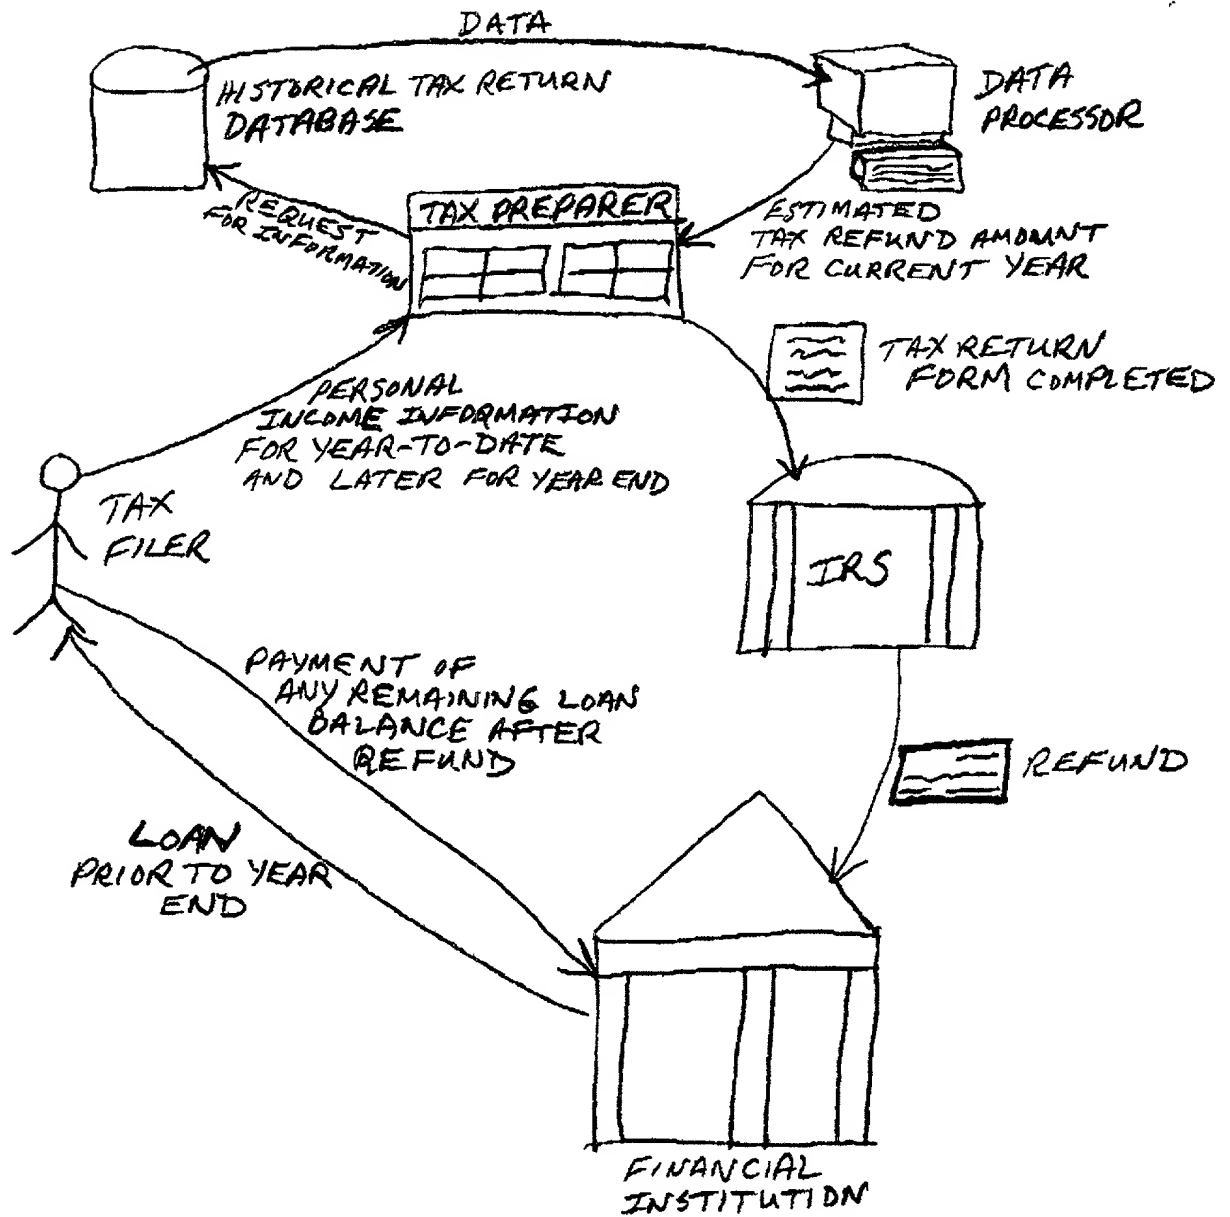 DATA
HISTORICAL TAX RETURN
DATABASE
DATA
PROCESSOR
REQUEST
FOR INFORMATION
TAX PREPARER
ESTIMATED
TAX REFUND AMOUNT
FOR CURRENT YEAR
TAX RETURN
FORM COMPLETED
PERSONAL
INCOME INFORMATION
FOR YEAR-TO-DATE
AND LATER FOR YEAR END
TAX
FILER
IRS
PAYMENT OF
ANY REMAINING LOAN
BALANCE AFTER
REFUND
REFUND
LOAN
PRIOR TO YEAR
END
FINANCIAL
INSTITUTION